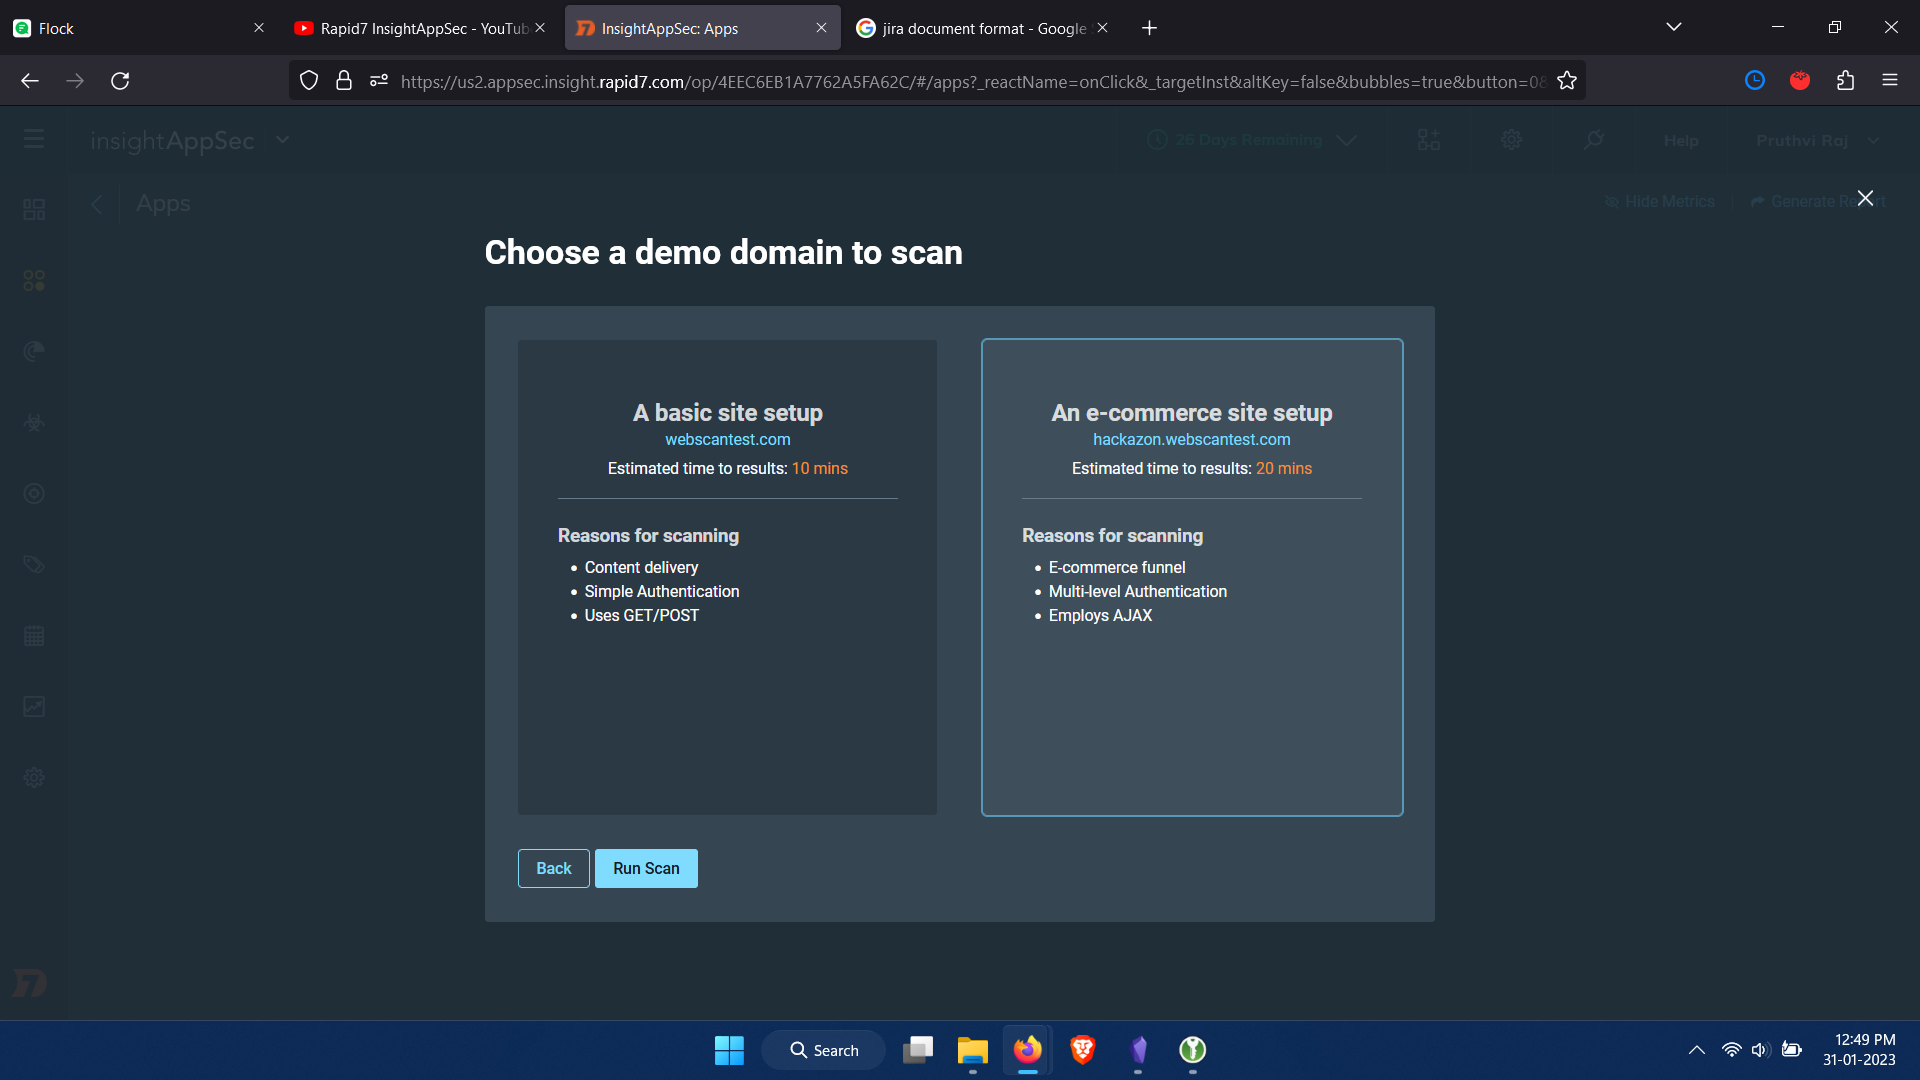 Flock
Rapid7 InsightAppSec - YouTub
InsightAppSec: Apps
jira document format - Google
https://us2.appsec.insight.rapid7.com/op/4EEC6EB1A7762A5FA62C/#/apps?_reactName=onClick&_targetInst&altKey=false&bubbles=true&button=0&
insightAppSec
26 Days Remaining
Help
Pruthvi Raj
Apps
Hide Metrics
Generate Re rt
Choose a demo domain to scan
A basic site setup
webscantest.com
Estimated time to results: 10 mins
Reasons for scanning
• Content delivery
• Simple Authentication
• Uses GET/POST
An e-commerce site setup
hackazon.webscantest.com
Estimated time to results: 20 mins
Reasons for scanning
• E-commerce funnel
• Multi-level Authentication
• Employs AJAX
Back
Run Scan
Search
12:49 PM
31-01-2023